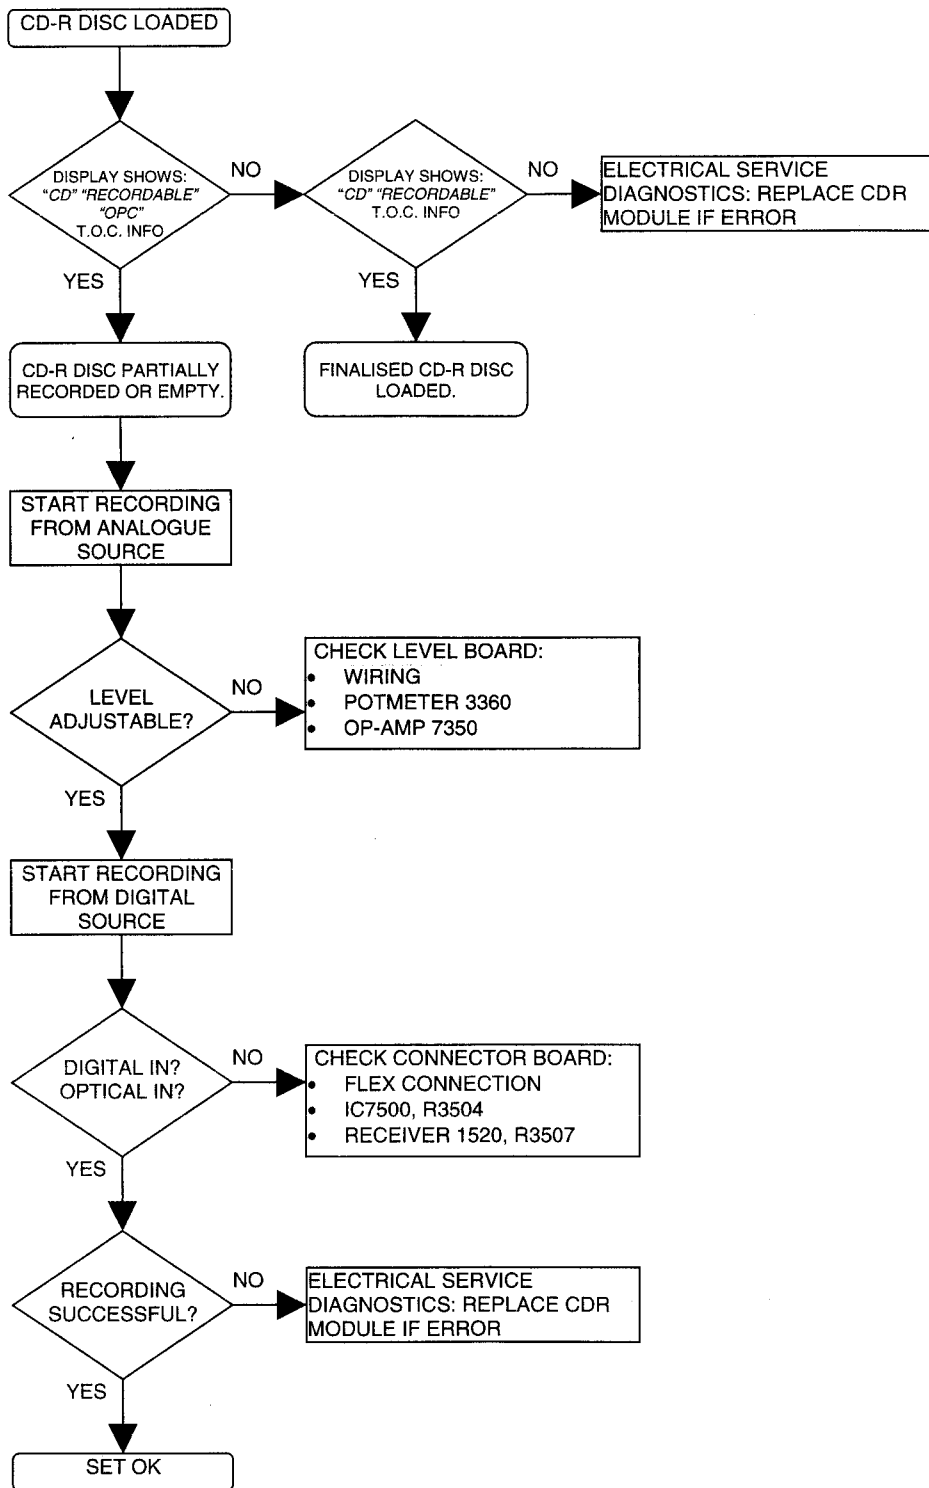 CD-R DISC LOADED
DISPLAY SHOWS:
"CD" "RECORDABLE"
"OPC"
T.O.C. INFO
NO
DISPLAY SHOWS:
"CD" "RECORDABLE"
T.O.C. INFO
NO
ELECTRICAL SERVICE
DIAGNOSTICS: REPLACE CDR
MODULE IF ERROR
YES
YES
CD-R DISC PARTIALLY
RECORDED OR EMPTY.
FINALISED CD-R DISC
LOADED.
START RECORDING
FROM ANALOGUE
SOURCE
LEVEL
ADJUSTABLE?
NO
CHECK LEVEL BOARD:
• WIRING
• POTMETER 3360
• OP-AMP 7350
YES
START RECORDING
FROM DIGITAL
SOURCE
DIGITAL IN?
OPTICAL IN?
NO
CHECK CONNECTOR BOARD:
• FLEX CONNECTION
• IC7500, R3504
• RECEIVER 1520, R3507
YES
RECORDING
SUCCESSFUL?
NO
ELECTRICAL SERVICE
DIAGNOSTICS: REPLACE CDR
MODULE IF ERROR
YES
SET OK